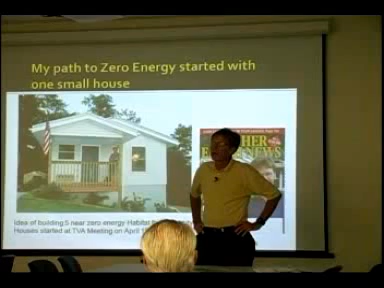 My path to Zero Energy started with
one small house
Idea of building 5 near zero energy Habitat
Houses started at TVA Meeting on April